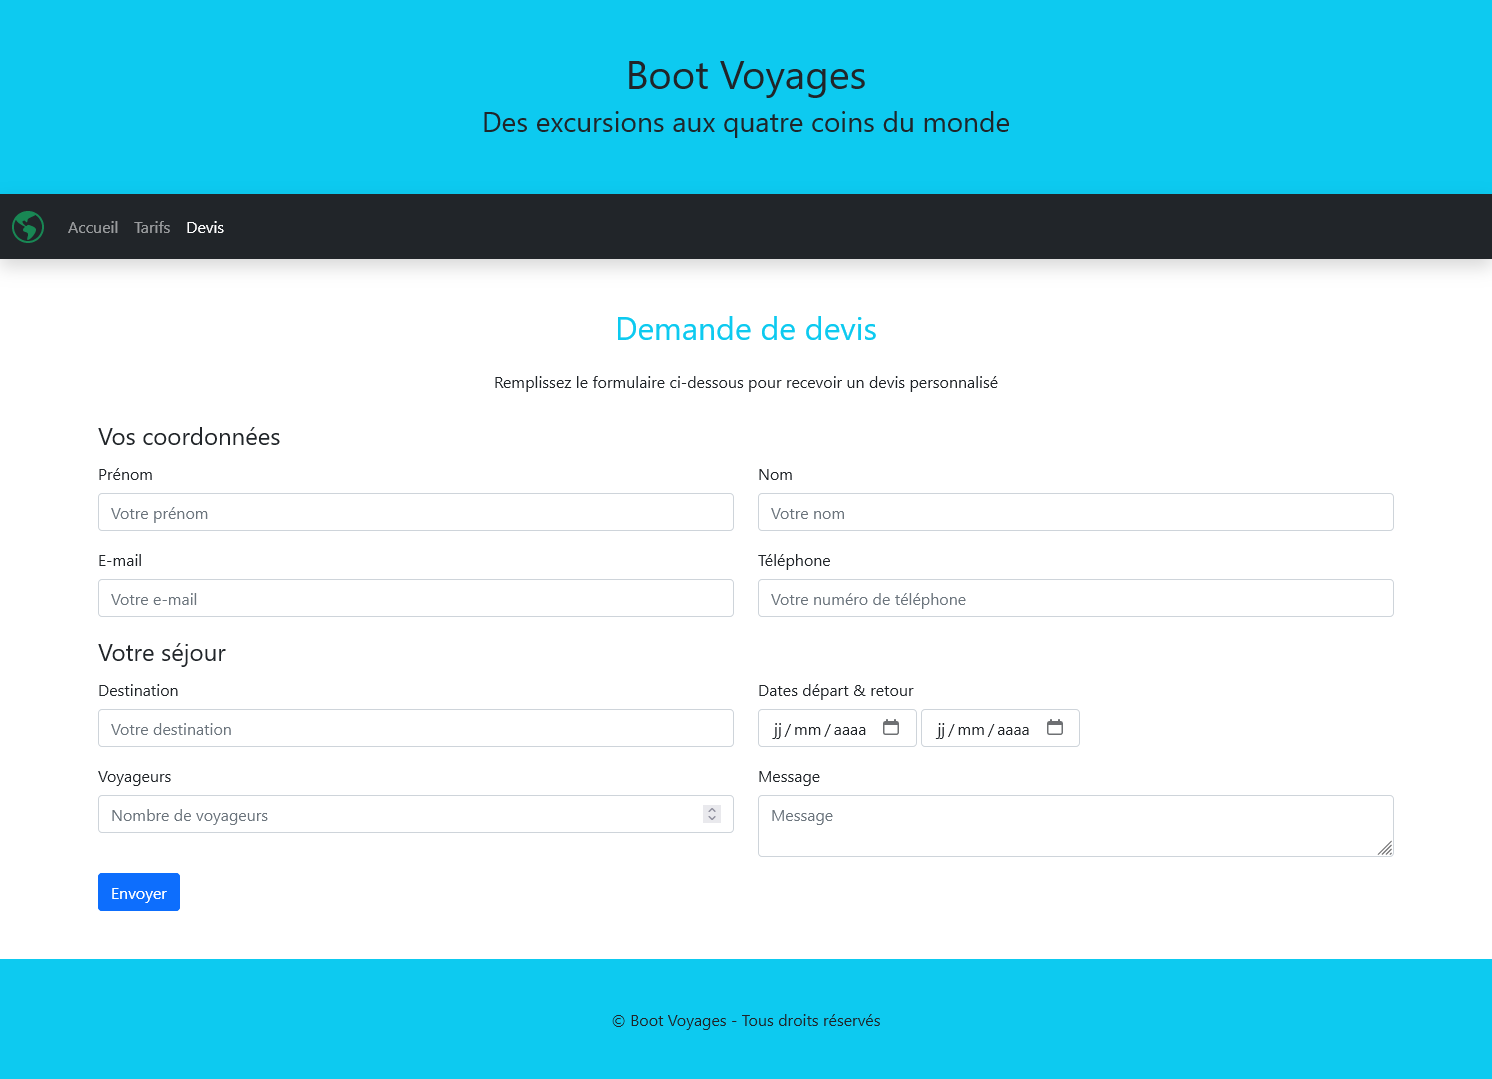 Boot Voyages
Des excursions aux quatre coins du monde
Accueil Tarifs Devis
Demande de devis
Remplissez le formulaire ci-dessous pour recevoir un devis personnalisé
Vos coordonnées
Prénom Nom
Votre prénom Votre nom
E-mail Téléphone
Votre e-mail Votre numéro de téléphone
Votre séjour
Destination Dates départ & retour
Votre destination jj/mm/aaaa jj/mm/aaaa
Voyageurs Message
Nombre de voyageurs Message
Envoyer
© Boot Voyages - Tous droits réservés